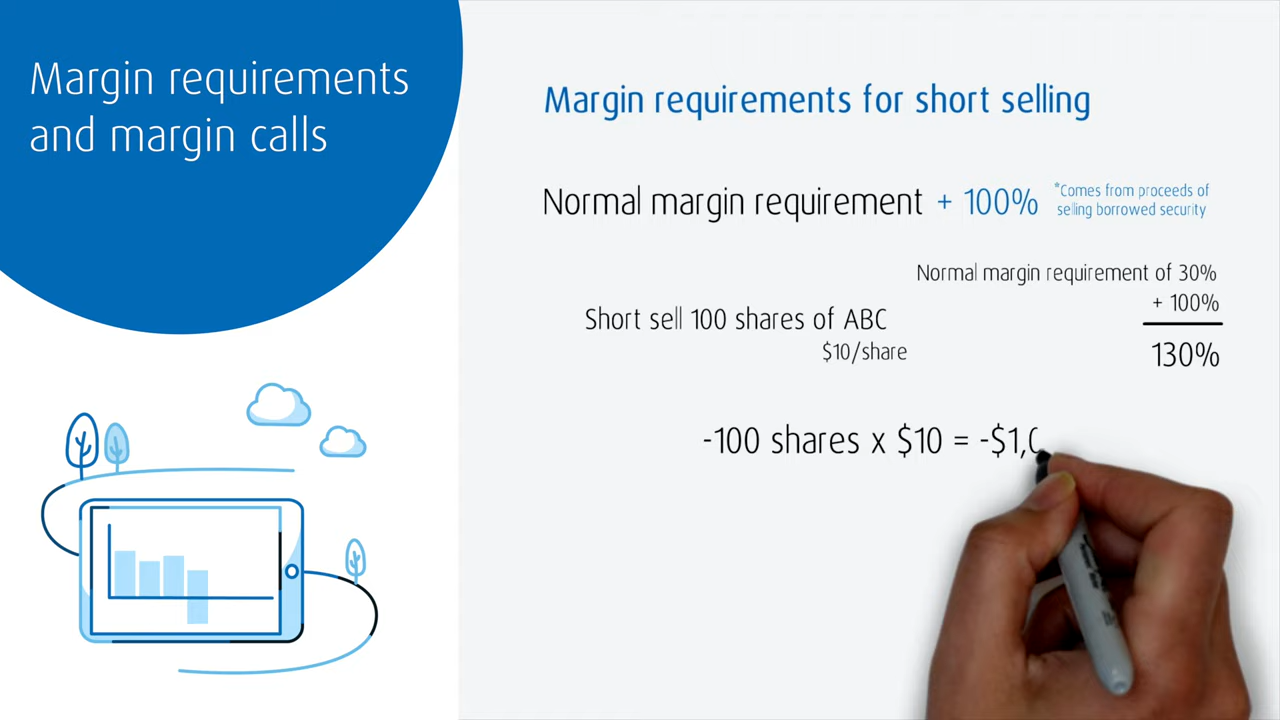 Margin requirements
and margin calls
Margin requirements for short selling
Normal margin requirement + 100%
*Comes from proceeds of
selling borrowed security
Normal margin requirement of 30%
+ 100%
130%
Short sell 100 shares of ABC
$10/share
-100 shares x $10 = -$1,0